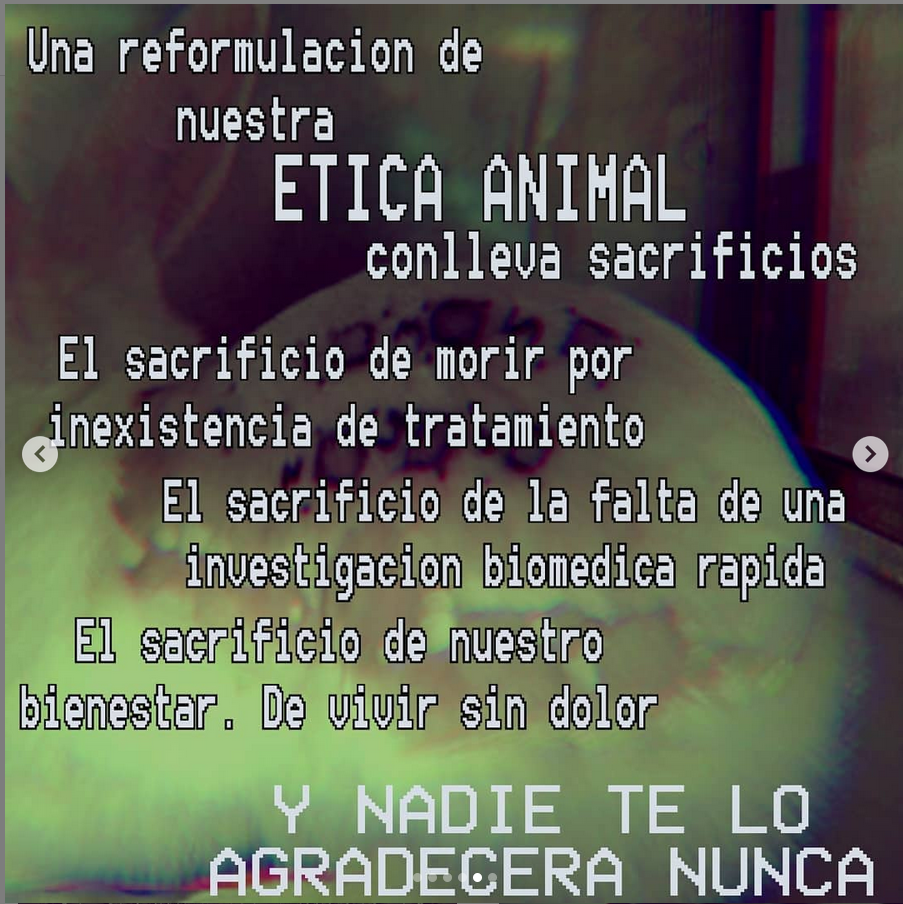 Una reformulacion de
nuestra
ETICA ANIMAL
conlleva sacrificios
El sacrificio de morir por
inexistencia de tratamiento
El sacrificio de la falta de una
investigacion biomedica rapida
El sacrificio de nuestro
bienestar. De vivir sin dolor
Y NADIE TE LO
AGRADECERA NUNCA